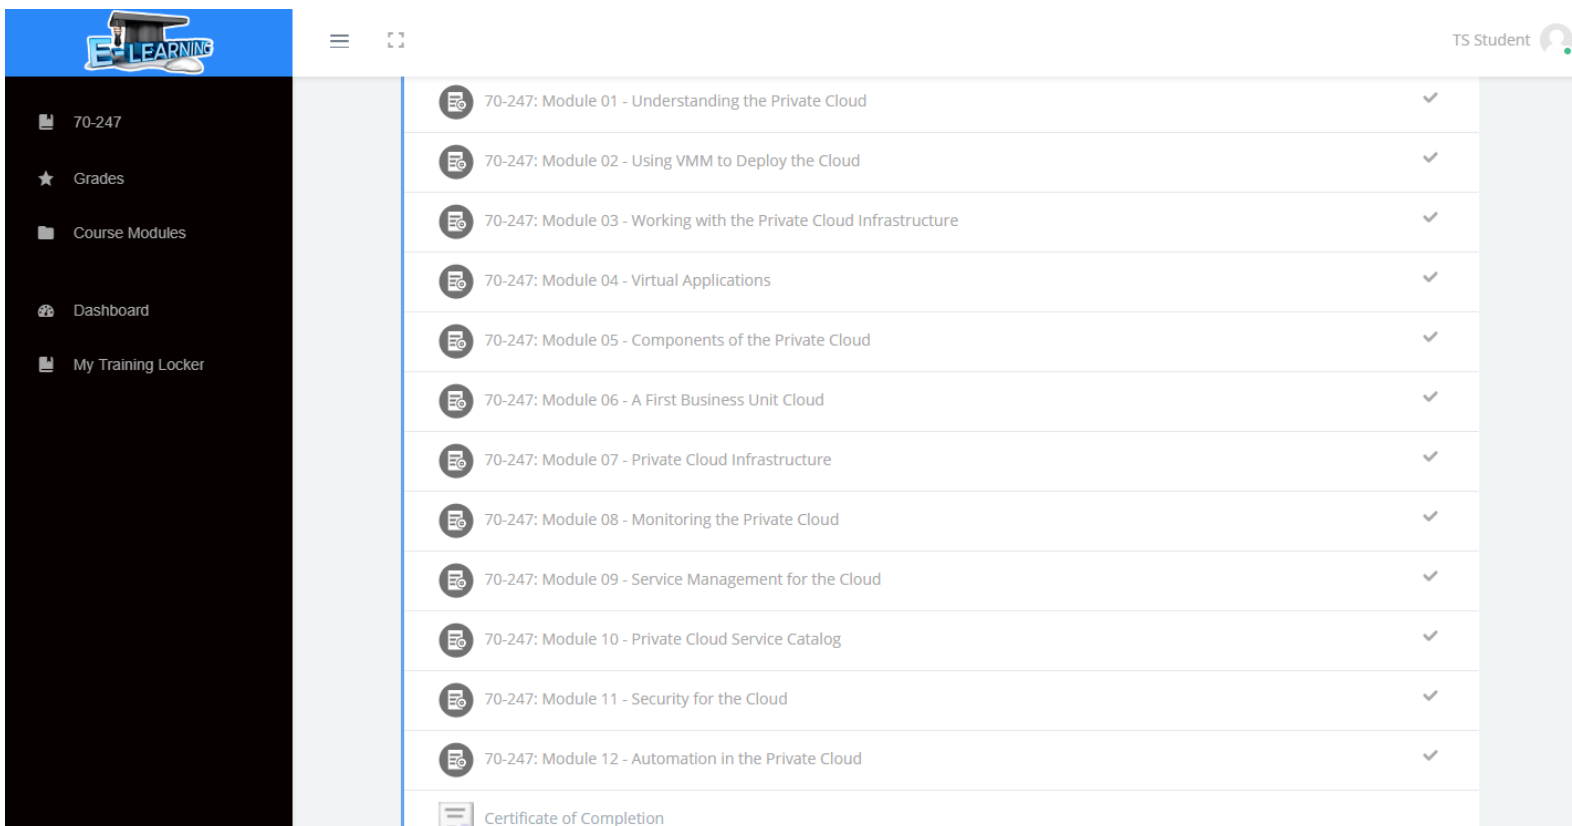 E-LEARNING
TS Student
70-247
Grades
Course Modules
Dashboard
My Training Locker
70-247: Module 01 - Understanding the Private Cloud
70-247: Module 02 - Using VMM to Deploy the Cloud
70-247: Module 03 - Working with the Private Cloud Infrastructure
70-247: Module 04 - Virtual Applications
70-247: Module 05 - Components of the Private Cloud
70-247: Module 06 - A First Business Unit Cloud
70-247: Module 07 - Private Cloud Infrastructure
70-247: Module 08 - Monitoring the Private Cloud
70-247: Module 09 - Service Management for the Cloud
70-247: Module 10 - Private Cloud Service Catalog
70-247: Module 11 - Security for the Cloud
70-247: Module 12 - Automation in the Private Cloud
Certificate of Completion